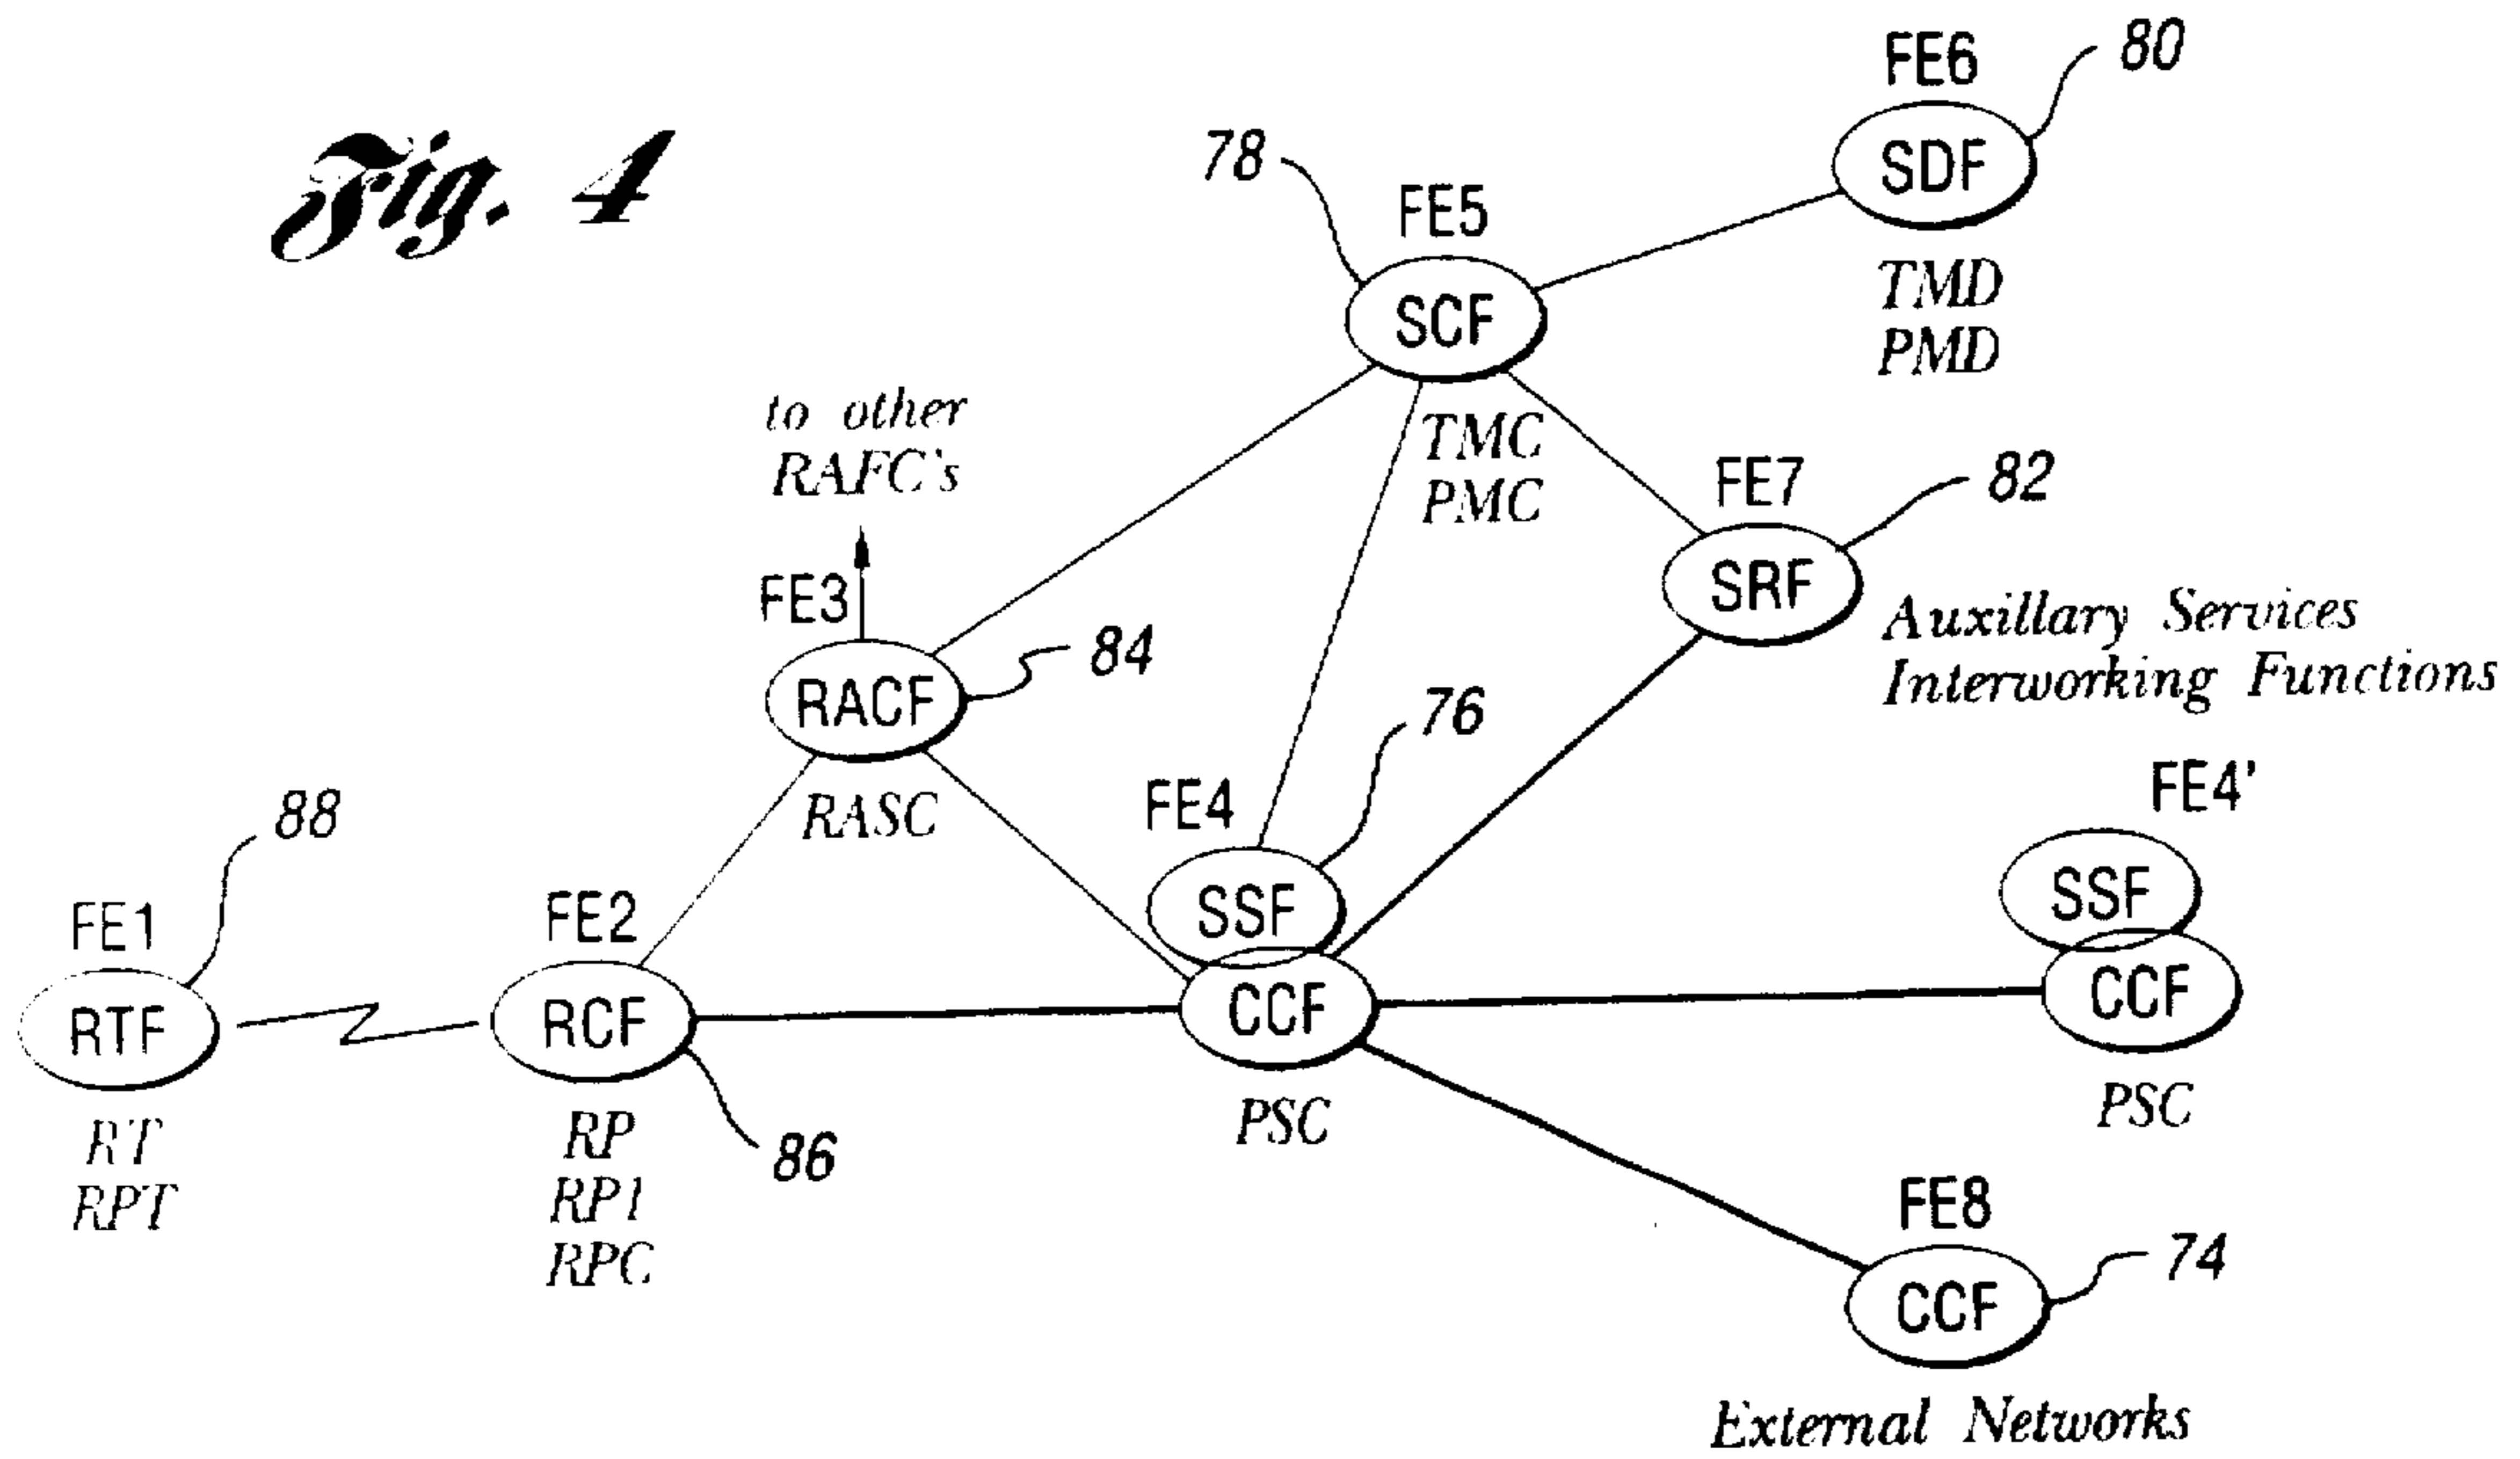 Fig. 4
FE6
80
SDF
TMD
PMD
78
FE5
SCF
TMC
PMC
to other
RAFC's
FE3
RACF
84
RASC
FE7
82
SRF
Auxillary Services
Interworking Functions
76
FE4
SSF
CCF
PSC
FE4'
SSF
CCF
PSC
88
FE1
RTF
RT
RPT
FE2
RCF
86
RP
RPI
RPC
FE8
74
CCF
External Networks